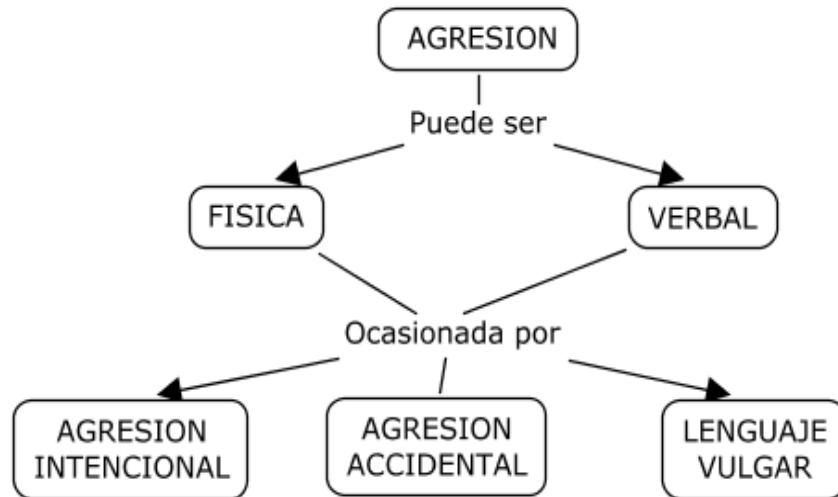 AGRESION
Puede ser
FISICA
VERBAL
Ocasionada por
AGRESION
INTENCIONAL
AGRESION
ACCIDENTAL
LENGUAJE
VULGAR